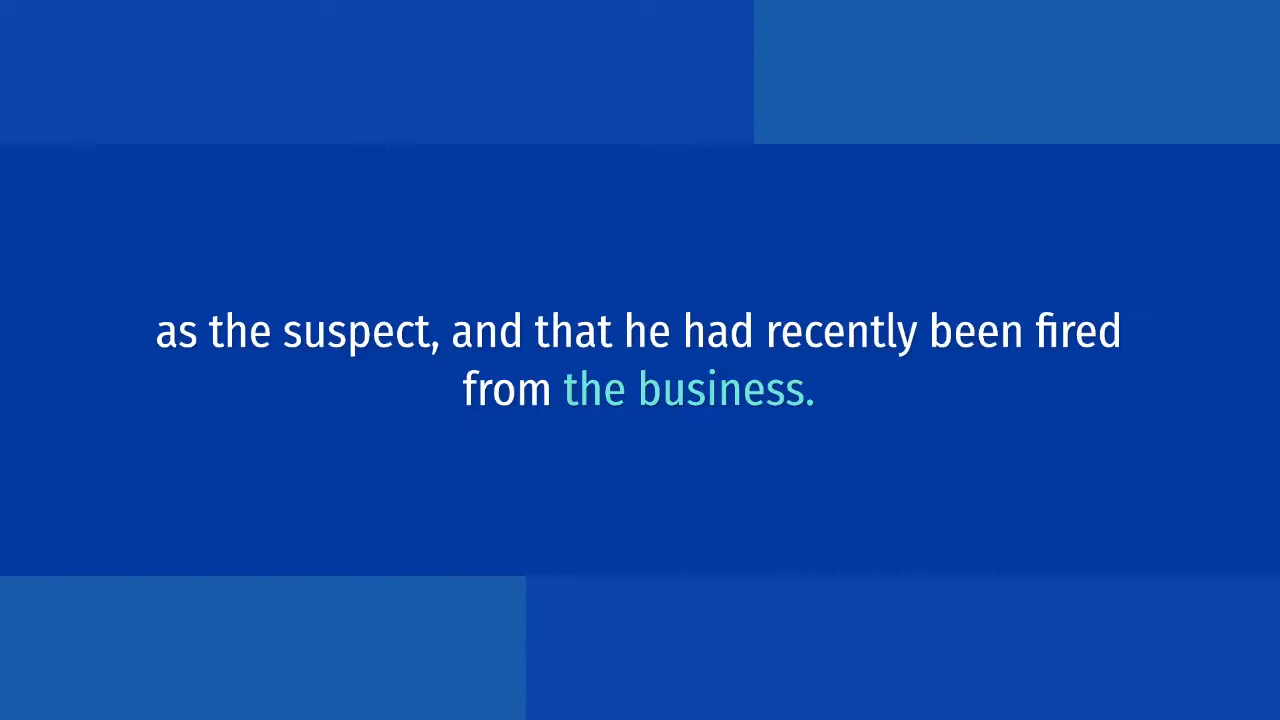 as the suspect, and that he had recently been fired
from the business.